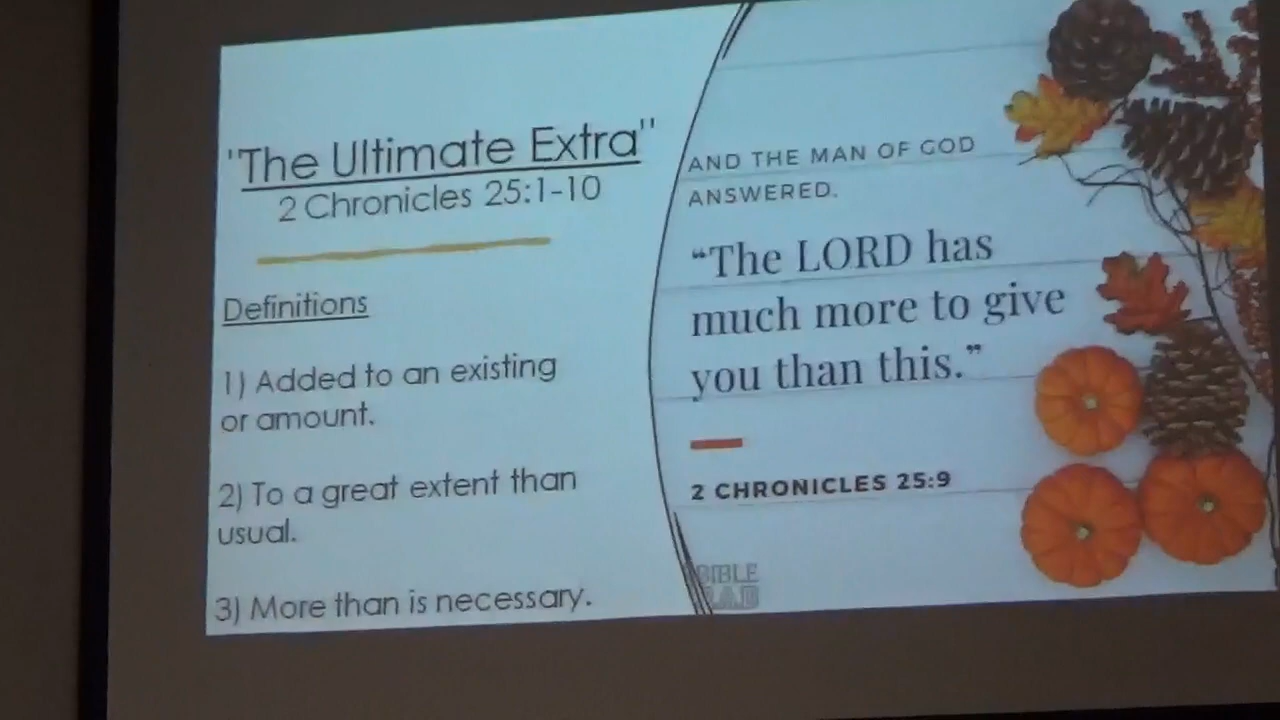 "The Ultimate Extra"
2 Chronicles 25:1-10
Definitions
1) Added to an existing
or amount.
2) To a great extent than
usual.
3) More than is necessary.
AND THE MAN OF GOD
ANSWERED.
“The LORD has
much more to give
you than this.”
2 CHRONICLES 25:9
BIBLE